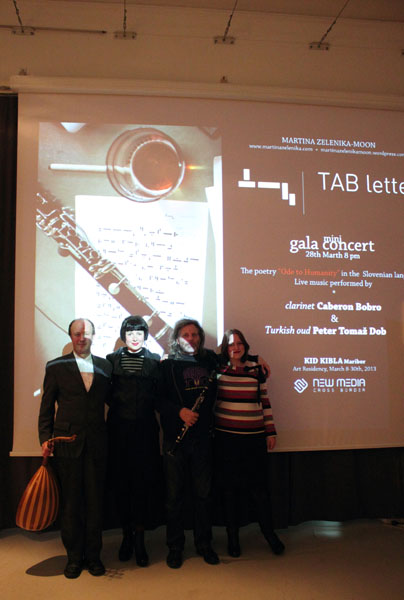 MARTINA ZELENIKA-MOON
www.martinazelenika.com + martinazelenikamoon.wordpress.com
TAB lette
mini
gala concert
28th Marth 8 pm
The poetry "Ode to Humanity" in the Slovenian lan
Live music performed by
*
clarinet Caberon Bobro
&
Turkish oud Peter Tomaž Dob
KID KIBLA Maribor
Art Residency, March 8-30th, 2013
NEW MEDIA
CROSS BORDER